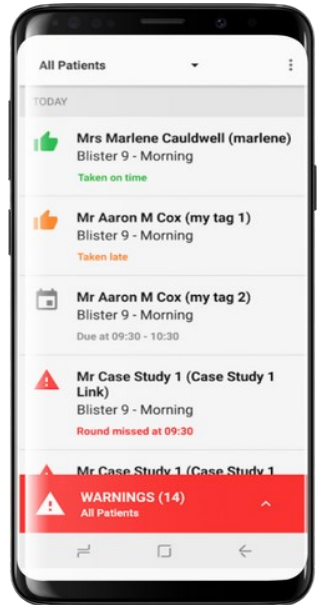 All Patients
TODAY
Mrs Marlene Cauldwell (marlene)
Blister 9 - Morning
Taken on time
Mr Aaron M Cox (my tag 1)
Blister 9 - Morning
Taken late
Mr Aaron M Cox (my tag 2)
Blister 9 - Morning
Due at 09:30 - 10:30
Mr Case Study 1 (Case Study 1
Link)
Blister 9 - Morning
Round missed at 09:30
Mr Case Study 1 (Case Study 1
WARNINGS (14)
All Patients